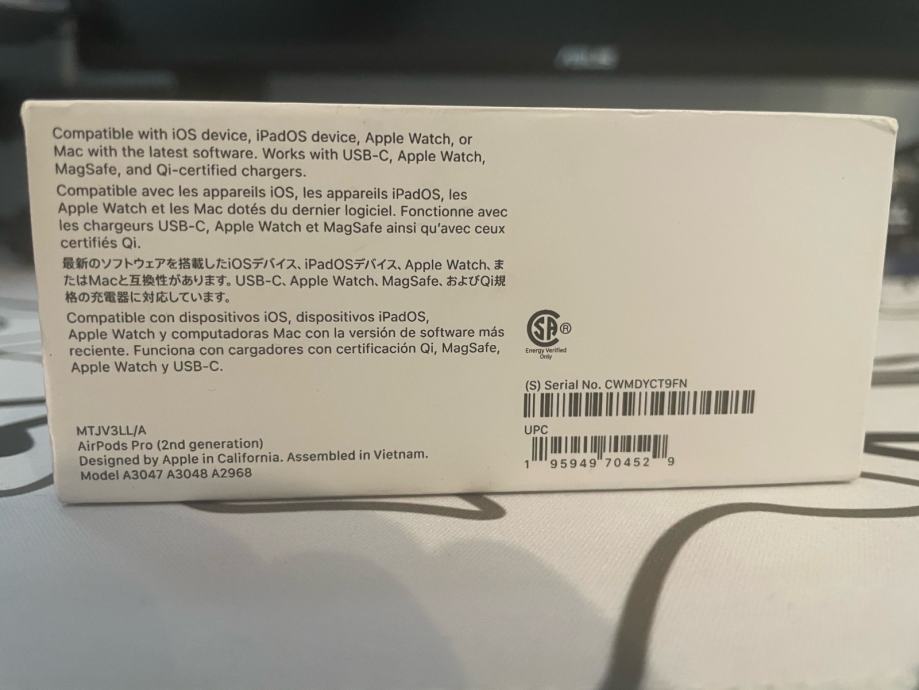 ASUS
Compatible with iOS device, iPadOS device, Apple Watch, or
Mac with the latest software. Works with USB-C, Apple Watch,
MagSafe, and Qi-certified chargers.
Compatible avec les appareils iOS, les appareils iPadOS, les
Apple Watch et les Mac dotés du dernier logiciel. Fonctionne avec
les chargeurs USB-C, Apple Watch et MagSafe ainsi qu'avec ceux
certifiés Qi.
最新のソフトウェアを搭載したiOSデバイス、iPadOSデバイス、Apple Watch、ま
たはMacと互換性があります。USB-C、Apple Watch、MagSafe、およびQi規
格の充電器に対応しています。
Compatible con dispositivos iOS, dispositivos iPadOS,
Apple Watch y computadoras Mac con la versión de software más
reciente. Funciona con cargadores con certificación Qi, MagSafe,
Apple Watch y USB-C.
MTJV3LL/A
AirPods Pro (2nd generation)
Designed by Apple in California. Assembled in Vietnam.
Model A3047 A3048 A2968
CSA®
Energy Verified
Only
(S) Serial No. CWMDYCT9FN
UPC
1 95949 70452 9